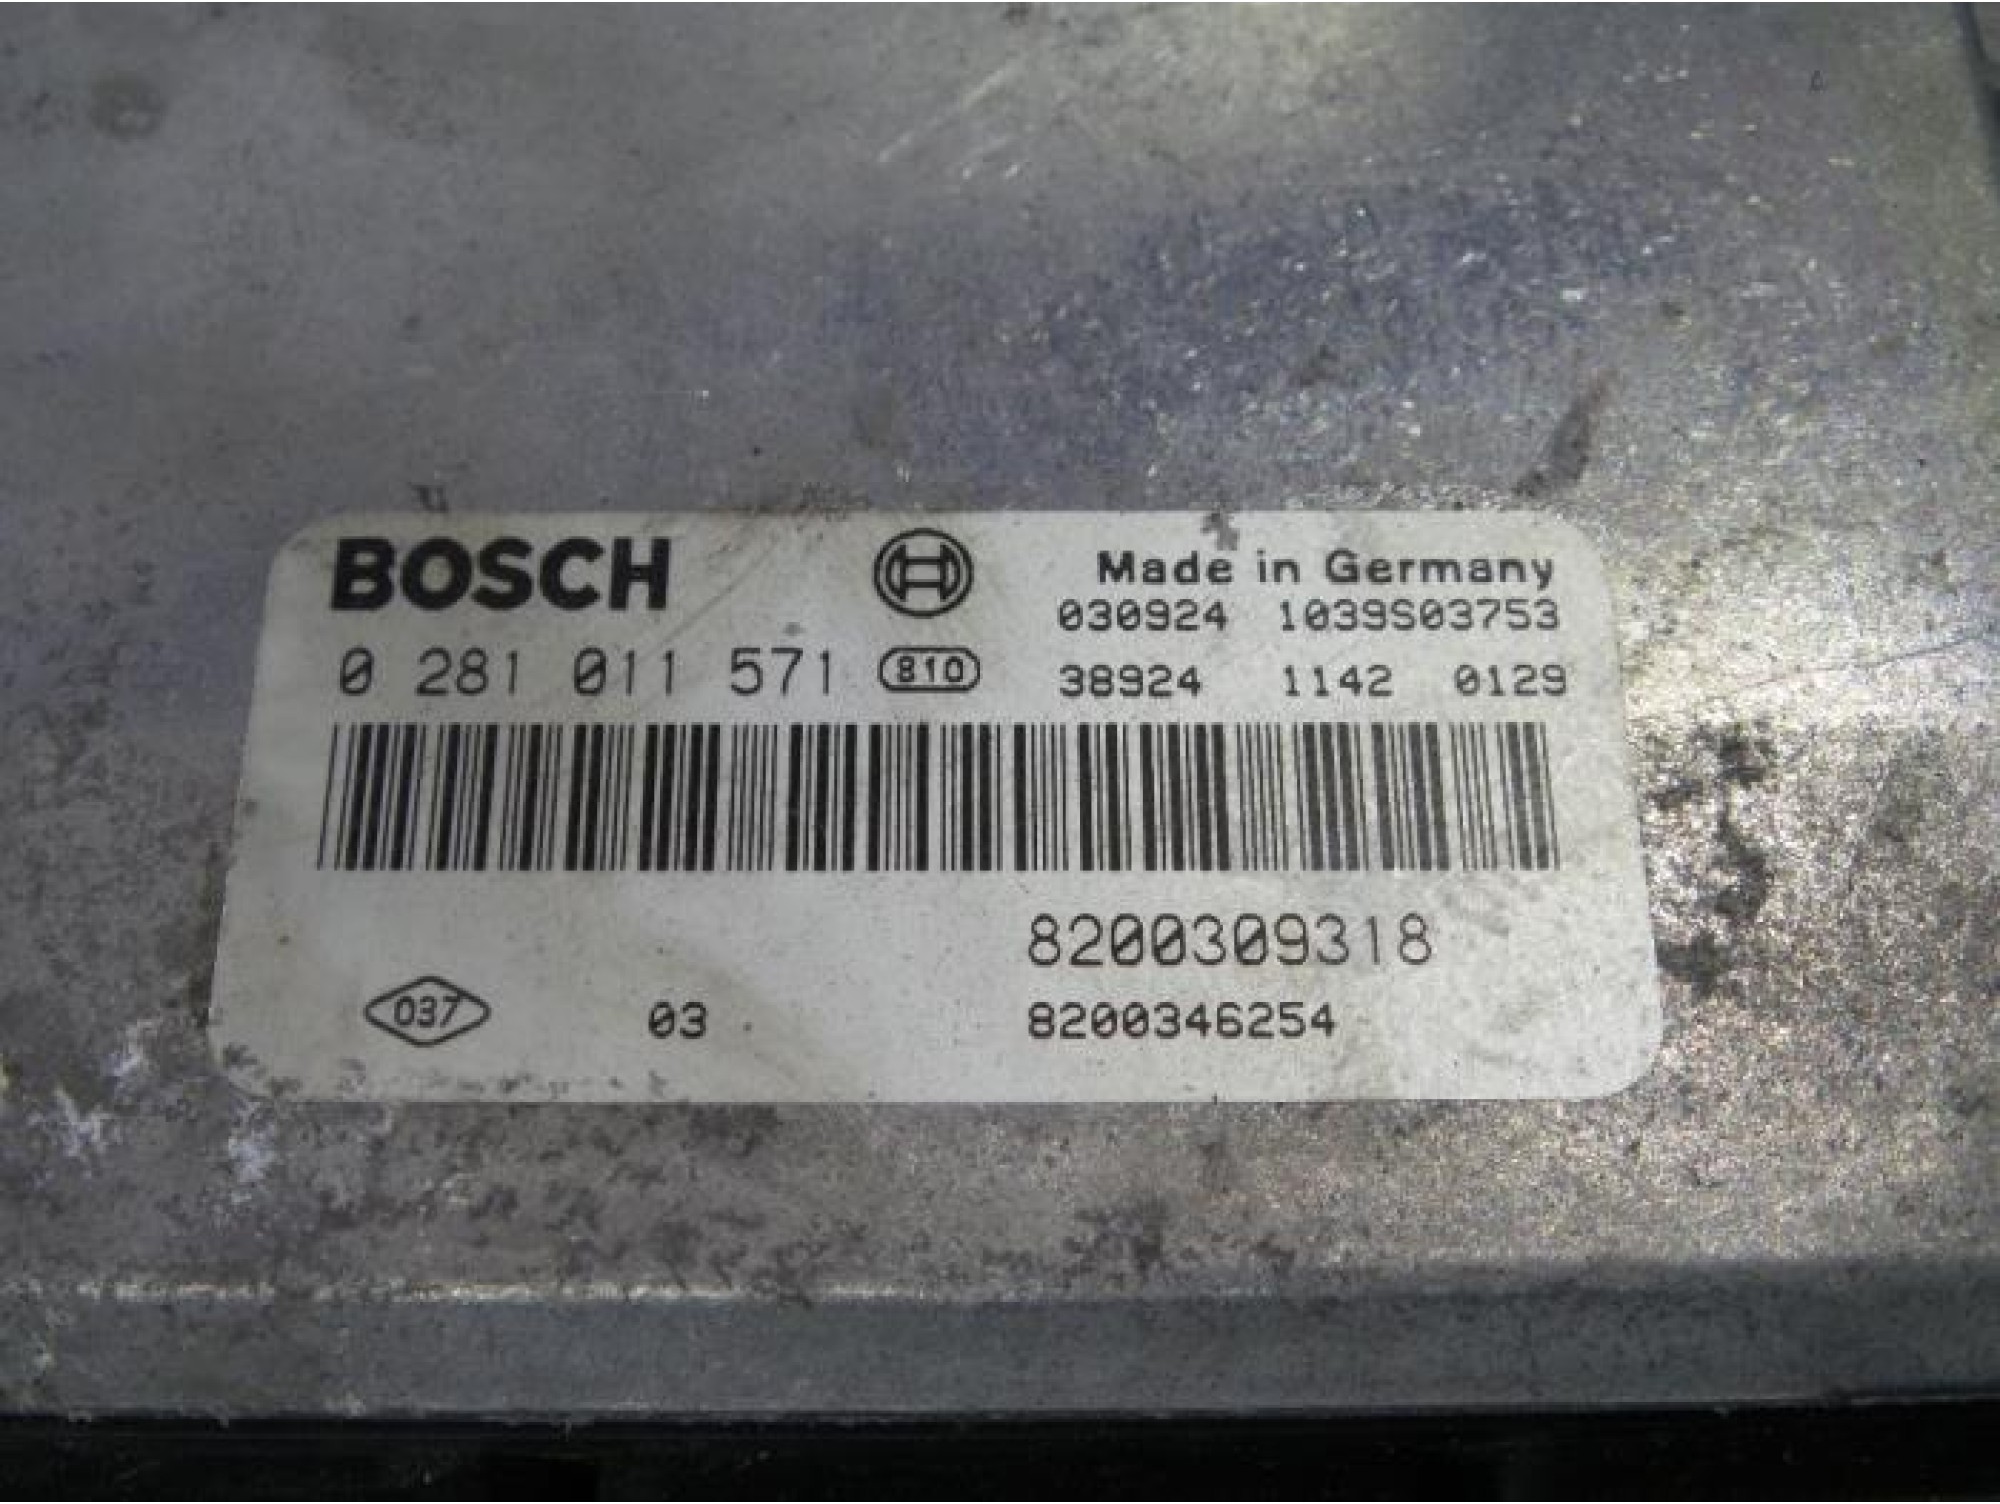 BOSCH
Made in Germany
030924 1039S03753
0 281 011 571 810
38924 1142 0129
8200309318
037 03 8200346254